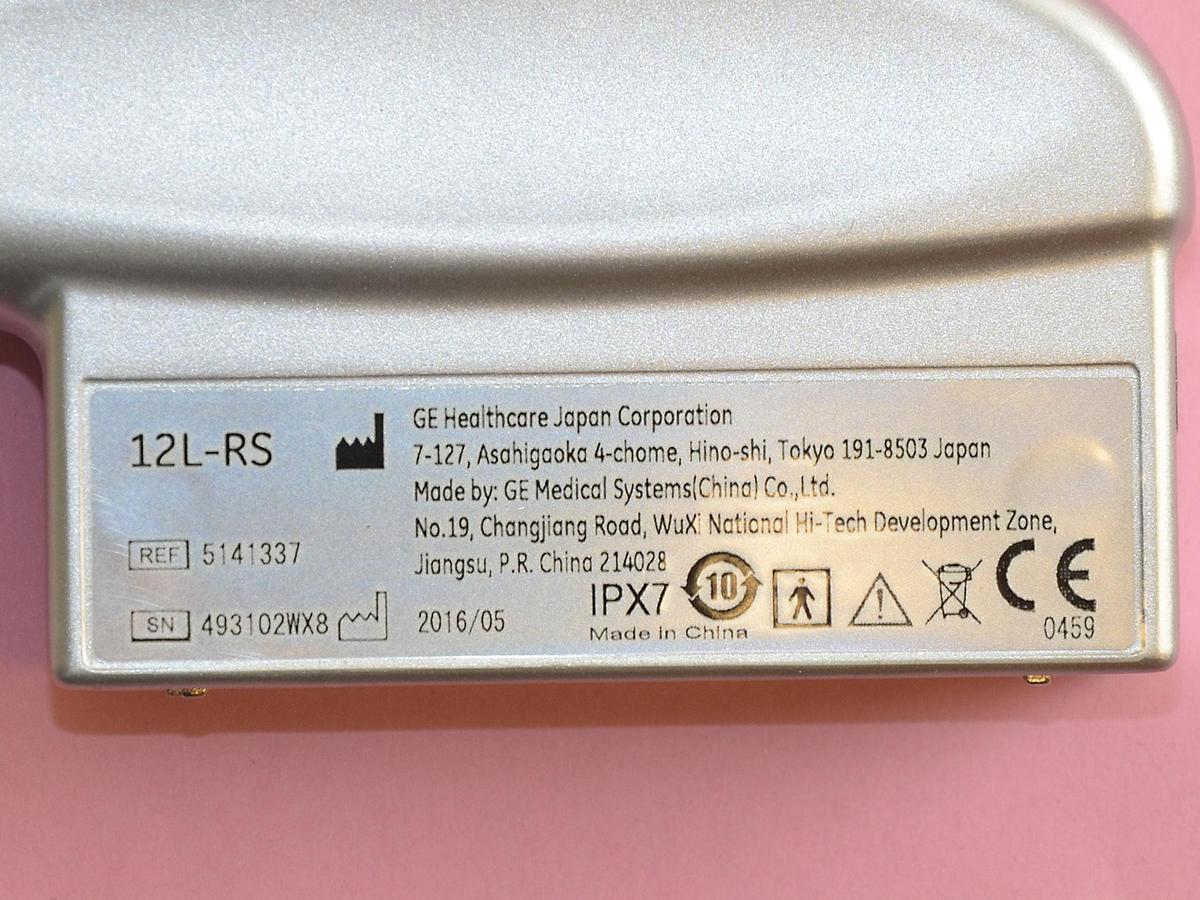 12L-RS
GE Healthcare Japan Corporation
7-127, Asahigaoka 4-chome, Hino-shi, Tokyo 191-8503 Japan
Made by: GE Medical Systems(China) Co.,Ltd.
No.19, Changjiang Road, WuXi National Hi-Tech Development Zone,
Jiangsu, P.R. China 214028
REF 5141337
SN 493102WX8
2016/05
IPX7
Made in China
10
CE
0459